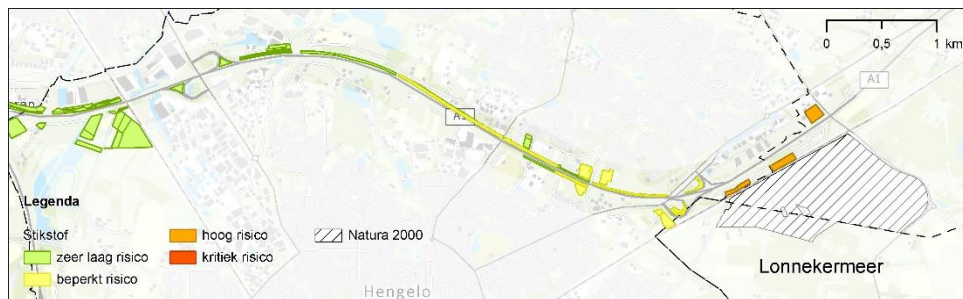 0 0,5 1 km
A1
A1
Legenda
Stikstof
hoog risico
Natura 2000
zeer laag risico
kritiek risico
beperkt risico
Lonnekermeer
Hengelo